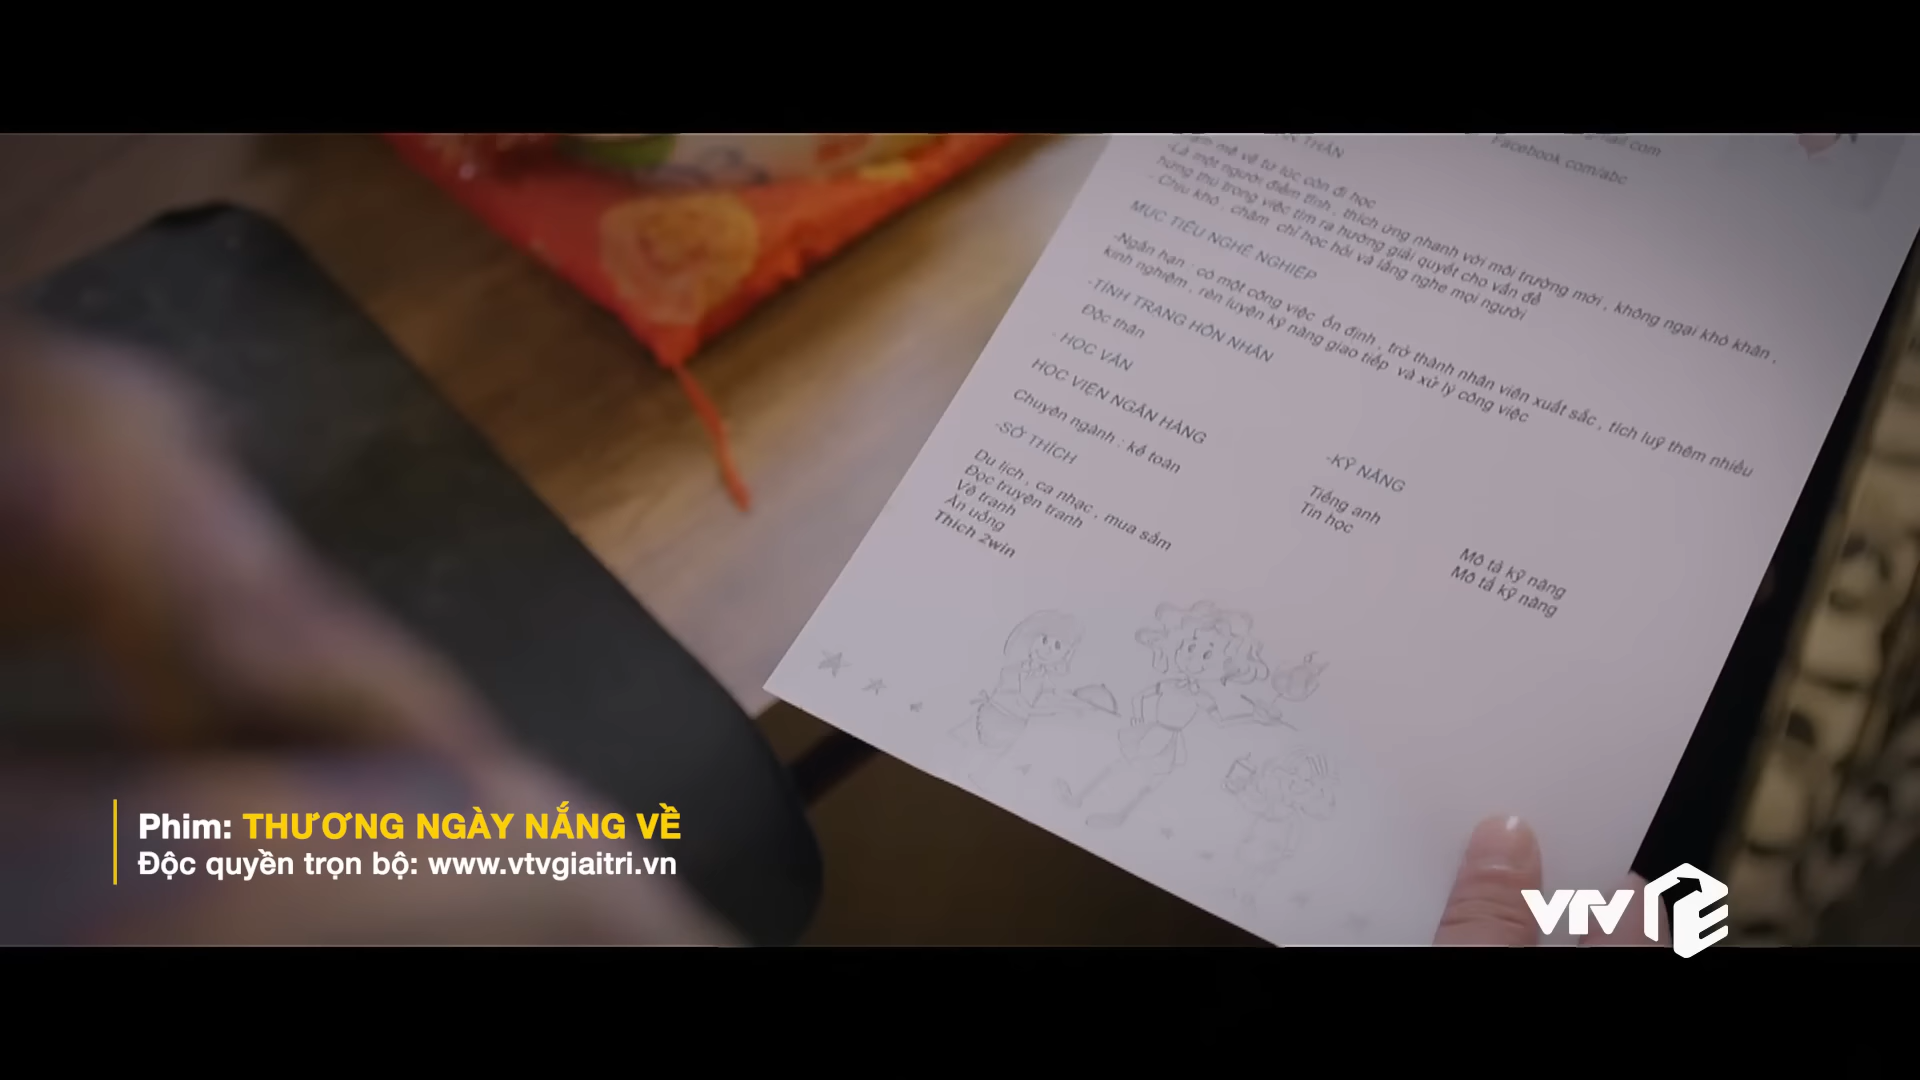 ail com
Facebook com/abc
N THÂN
mê vẽ từ lúc còn đi học
-Là một người điềm tĩnh , thích ứng nhanh với môi trường mới , không ngại khó khăn ,
hứng thú trong việc tìm ra hướng giải quyết cho vấn đề
- Chịu khó , chăm chỉ học hỏi và lắng nghe mọi người
MỤC TIÊU NGHỀ NGHIỆP
-Ngắn hạn : có một công việc ổn định , trở thành nhân viên xuất sắc , tích luỹ thêm nhiều
kinh nghiệm , rèn luyện kỹ năng giao tiếp và xử lý công việc
-TÌNH TRẠNG HÔN NHÂN
Độc thân
- HỌC VẤN
HỌC VIỆN NGÂN HÀNG
Chuyên ngành : kế toán
-SỞ THÍCH
Du lịch , ca nhạc , mua sắm
Đọc truyện tranh
Vẽ tranh
Ăn uống
Thích 2win
-KỸ NĂNG
Tiếng anh
Tin học
Mô tả kỹ năng
Mô tả kỹ năng
Phim: THƯƠNG NGÀY NẮNG VỀ
Độc quyền trọn bộ: www.vtvgiaitri.vn
VTV